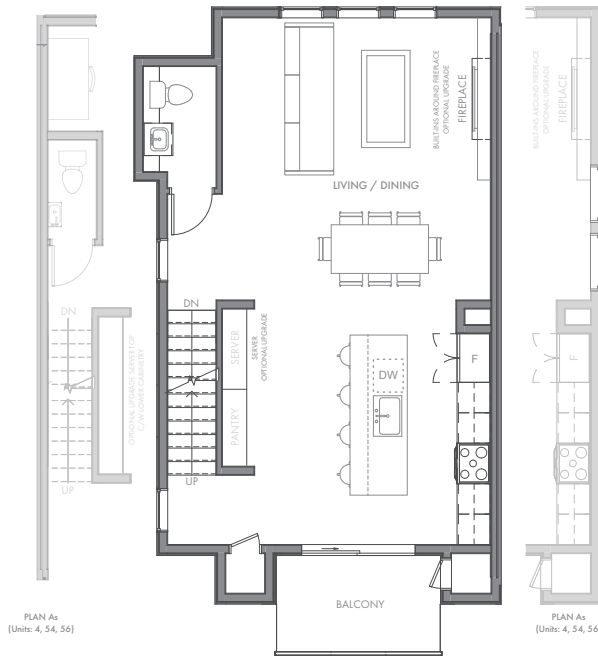 BUILT-INS AROUND FIREPLACE
OPTIONAL UPGRADE
FIREPLACE
BUILT-INS AROUND FIREPLACE
OPTIONAL UPGRADE
FIREPLACE
LIVING / DINING
DN
DN
SERVER
SERVER
OPTIONAL UPGRADE
OPTIONAL UPGRADE SERVERTOP
C/W LOWER CABINETRY
PANTRY
DW
F
F
UP
UP
BALCONY
PLAN As
(Units: 4, 54, 56)
PLAN As
(Units: 4, 54, 56